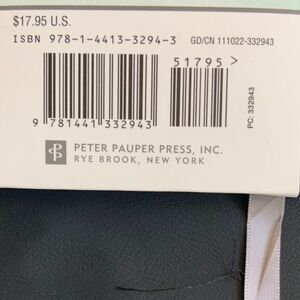 $17.95 U.S.
ISBN 978-1-4413-3294-3 GD/CN 111022-332943
51795 >
9 781441 332943
PC: 332943
PETER PAUPER PRESS, INC.
RYE BROOK, NEW YORK